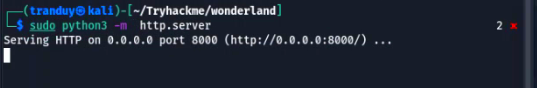 (tranduy㉿kali)-[~/Tryhackme/wonderland]
$ sudo python3 -m  http.server 2 ×
Serving HTTP on 0.0.0.0 port 8000 (http://0.0.0.0:8000/) ...